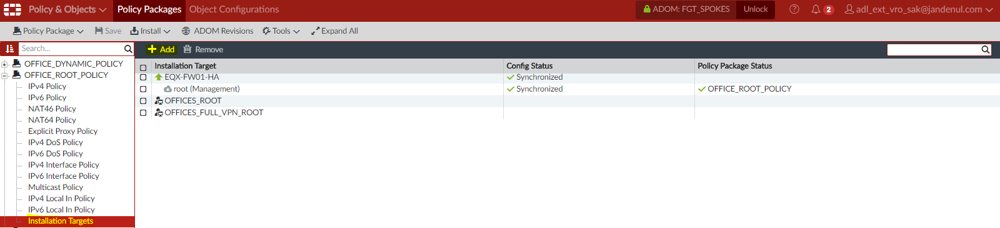 Policy & Objects Policy Packages Object Configurations ADOM: FGT_SPOKES Unlock 2 adl_ext_vro_sak@jandenul.com
Policy Package Save Install ADOM Revisions Tools Expand All
Search... Add Remove
OFFICE_DYNAMIC_POLICY Installation Target Config Status Policy Package Status
OFFICE_ROOT_POLICY EQX-FW01-HA Synchronized
IPv4 Policy root (Management) Synchronized OFFICE_ROOT_POLICY
IPv6 Policy OFFICES_ROOT
NAT46 Policy OFFICES_FULL_VPN_ROOT
NAT64 Policy
Explicit Proxy Policy
IPv4 DoS Policy
IPv6 DoS Policy
IPv4 Interface Policy
IPv6 Interface Policy
Multicast Policy
IPv4 Local In Policy
IPv6 Local In Policy
Installation Targets